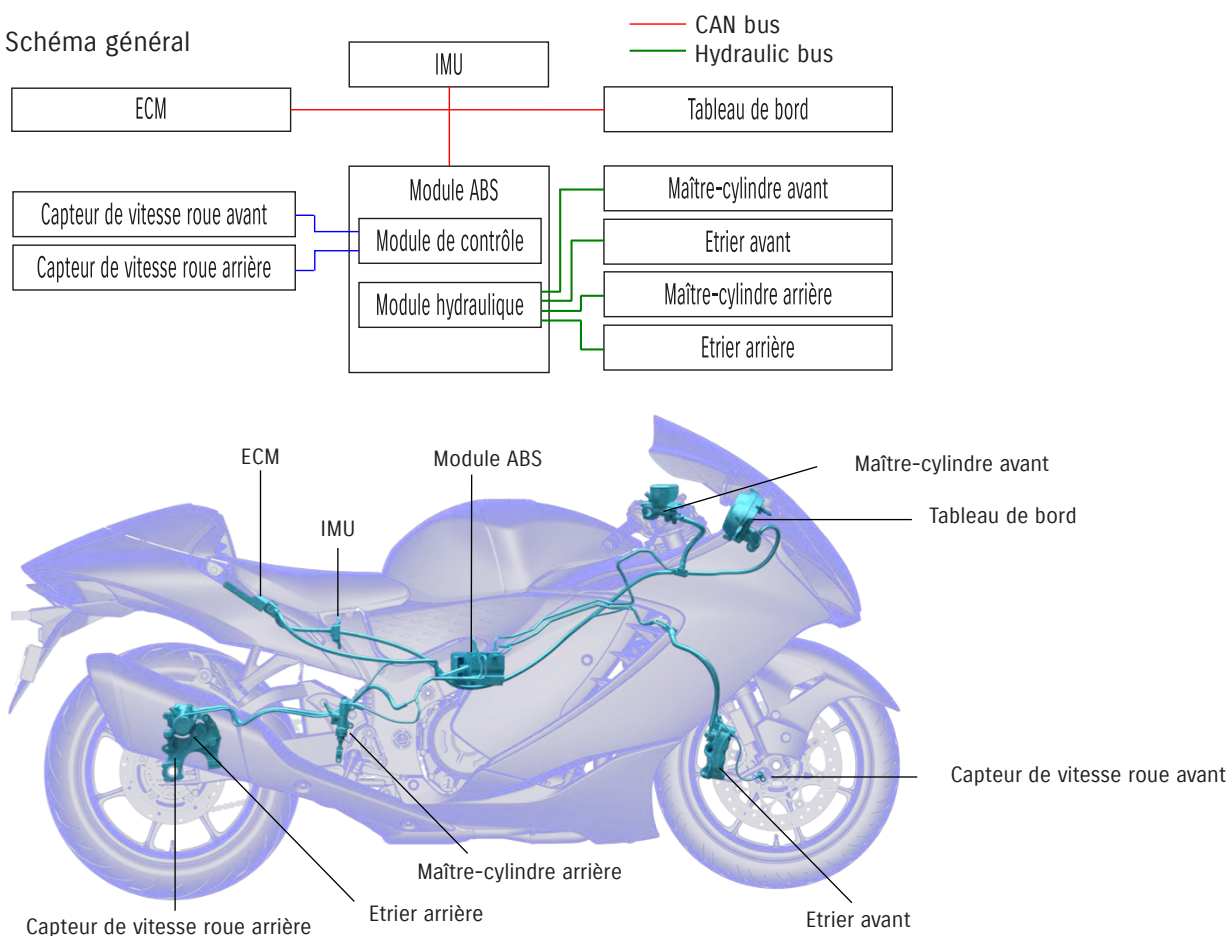 Schéma général
CAN bus
Hydraulic bus
IMU
ECM
Tableau de bord
Module ABS
Maître-cylindre avant
Capteur de vitesse roue avant
Module de contrôle
Etrier avant
Capteur de vitesse roue arrière
Module hydraulique
Maître-cylindre arrière
Etrier arrière
ECM
Module ABS
Maître-cylindre avant
IMU
Tableau de bord
Capteur de vitesse roue avant
Maître-cylindre arrière
Etrier arrière
Etrier avant
Capteur de vitesse roue arrière